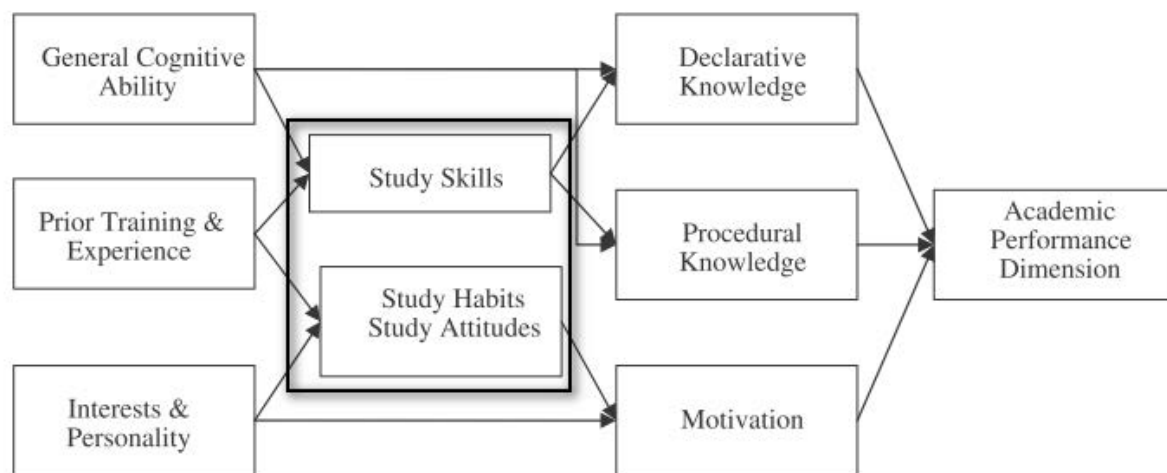 General Cognitive
Ability
Declarative
Knowledge
Study Skills
Prior Training &
Experience
Procedural
Knowledge
Academic
Performance
Dimension
Study Habits
Study Attitudes
Interests &
Personality
Motivation